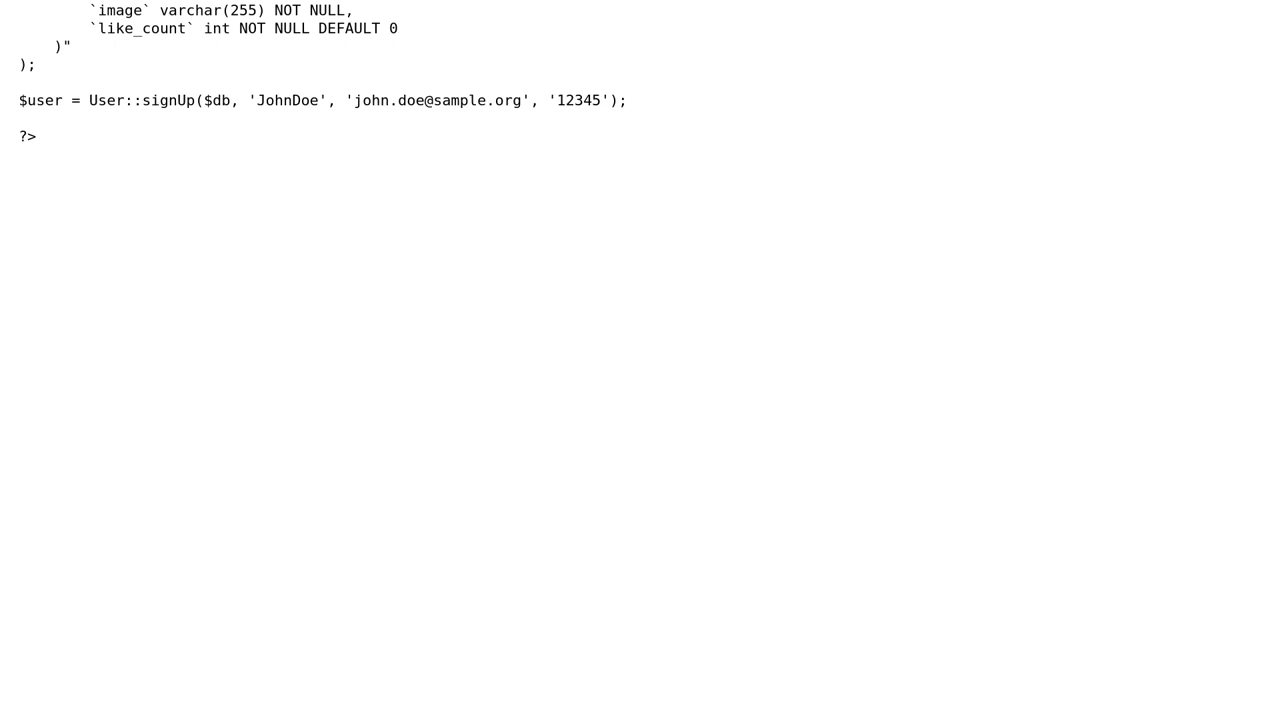 `image` varchar(255) NOT NULL,
        `like_count` int NOT NULL DEFAULT 0
    )"
);

$user = User::signUp($db, 'JohnDoe', 'john.doe@sample.org', '12345');

?>